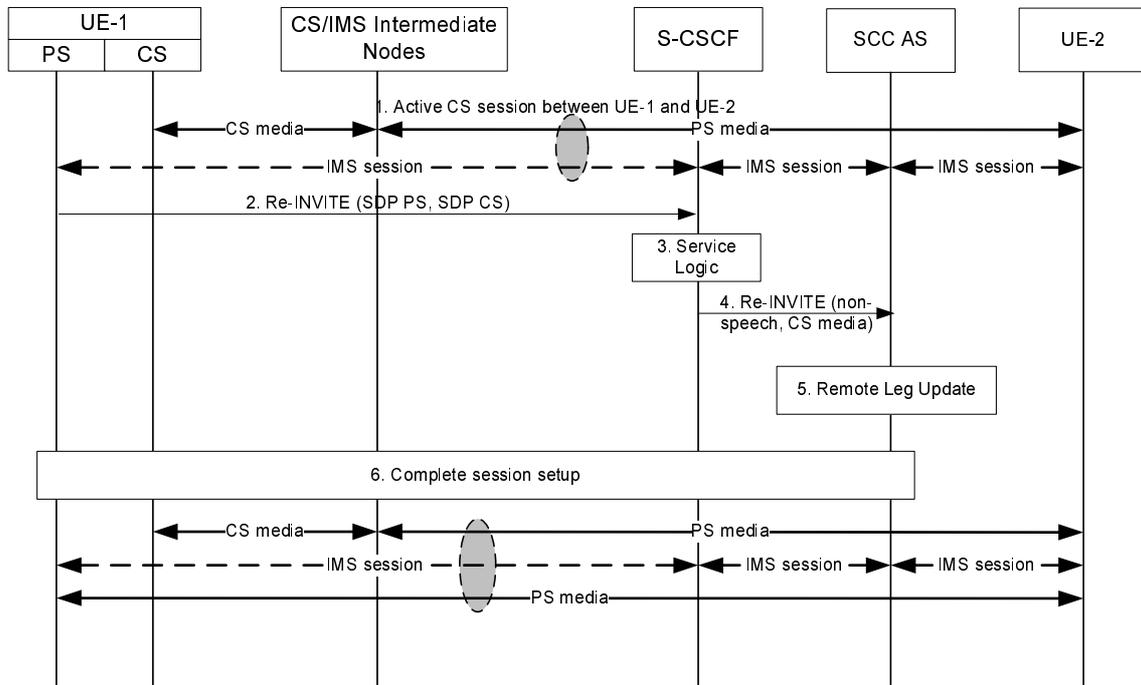 UE-1
PS
CS
CS/IMS Intermediate
Nodes
S-CSCF
SCC AS
UE-2
1. Active CS session between UE-1 and UE-2
CS media
PS media
IMS session
IMS session
IMS session
2. Re-INVITE (SDP PS, SDP CS)
3. Service
Logic
4. Re-INVITE (non-
speech, CS media)
5. Remote Leg Update
6. Complete session setup
CS media
PS media
IMS session
IMS session
IMS session
PS media